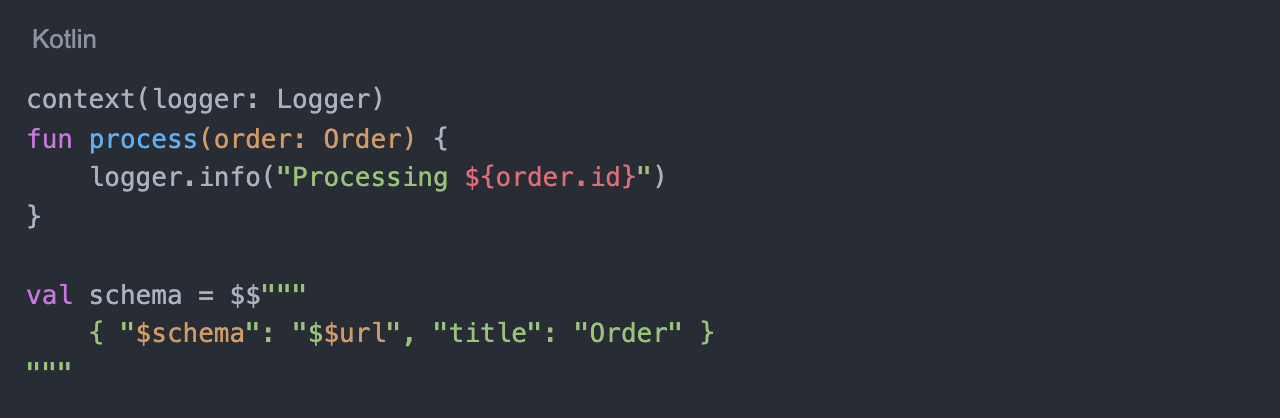 Kotlin
context(logger: Logger)
fun process(order: Order) {
    logger.info("Processing ${order.id}")
}

val schema = $$"""
    { "$schema": "$$url", "title": "Order" }
"""